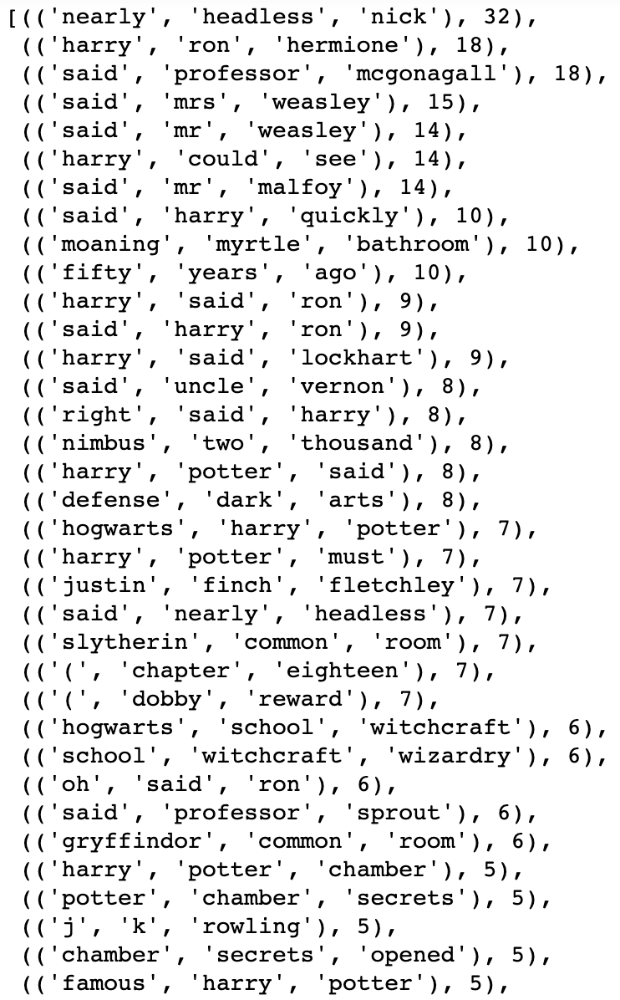 [(('nearly', 'headless', 'nick'), 32),
(('harry', 'ron', 'hermione'), 18),
(('said', 'professor', 'mcgonagall'), 18),
(('said', 'mrs', 'weasley'), 15),
(('said', 'mr', 'weasley'), 14),
(('harry', 'could', 'see'), 14),
(('said', 'mr', 'malfoy'), 14),
(('said', 'harry', 'quickly'), 10),
(('moaning', 'myrtle', 'bathroom'), 10),
(('fifty', 'years', 'ago'), 10),
(('harry', 'said', 'ron'), 9),
(('said', 'harry', 'ron'), 9),
(('harry', 'said', 'lockhart'), 9),
(('said', 'uncle', 'vernon'), 8),
(('right', 'said', 'harry'), 8),
(('nimbus', 'two', 'thousand'), 8),
(('harry', 'potter', 'said'), 8),
(('defense', 'dark', 'arts'), 8),
(('hogwarts', 'harry', 'potter'), 7),
(('harry', 'potter', 'must'), 7),
(('justin', 'finch', 'fletchley'), 7),
(('said', 'nearly', 'headless'), 7),
(('slytherin', 'common', 'room'), 7),
(('(', 'chapter', 'eighteen'), 7),
(('(', 'dobby', 'reward'), 7),
(('hogwarts', 'school', 'witchcraft'), 6),
(('school', 'witchcraft', 'wizardry'), 6),
(('oh', 'said', 'ron'), 6),
(('said', 'professor', 'sprout'), 6),
(('gryffindor', 'common', 'room'), 6),
(('harry', 'potter', 'chamber'), 5),
(('potter', 'chamber', 'secrets'), 5),
(('j', 'k', 'rowling'), 5),
(('chamber', 'secrets', 'opened'), 5),
(('famous', 'harry', 'potter'), 5),